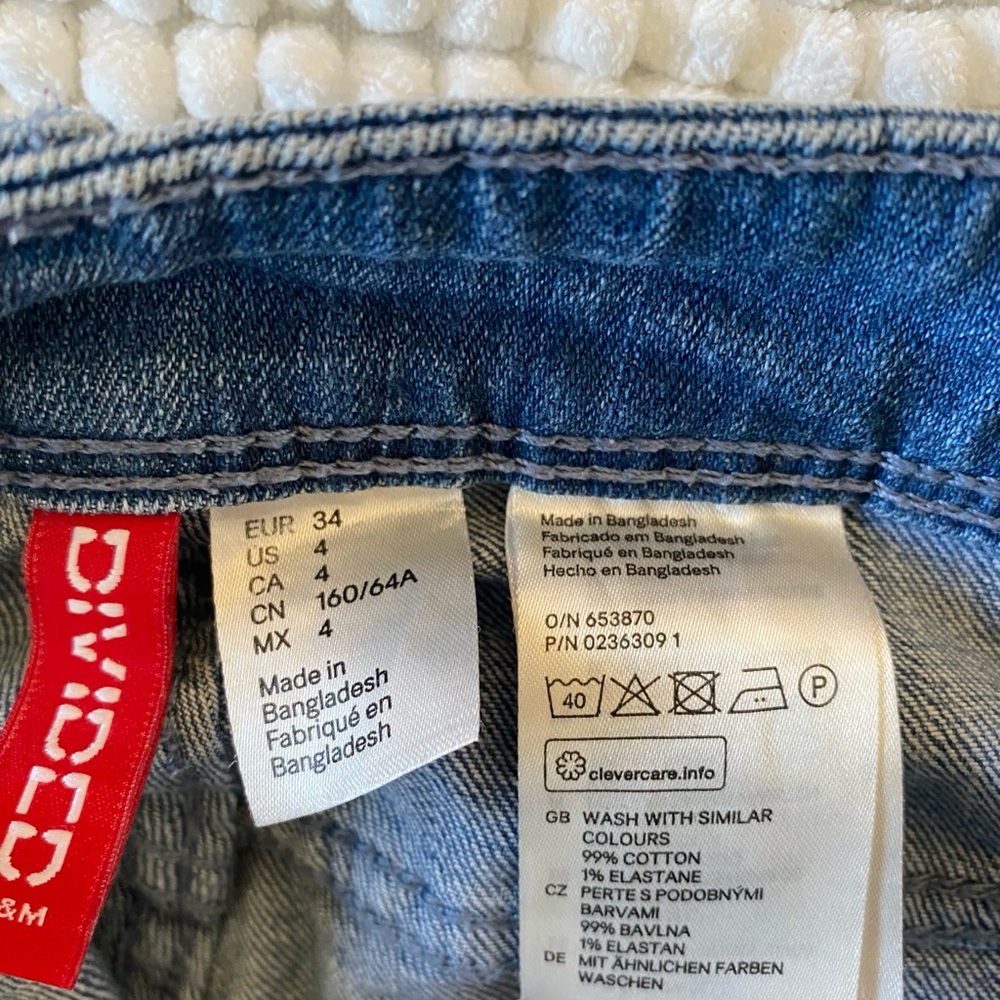 DIVIDED
&M
EUR 34
US 4
CA 4
CN 160/64A
MX 4
Made in
Bangladesh
Fabriqué en
Bangladesh
Made in Bangladesh
Fabricado em Bangladesh
Fabriqué en Bangladesh
Hecho en Bangladesh
O/N 653870
P/N 0236309 1
40 P
clevercare.info
GB WASH WITH SIMILAR
COLOURS
99% COTTON
1% ELASTANE
CZ PERTE S PODOBNÝMI
BARVAMI
99% BAVLNA
1% ELASTAN
DE MIT ÄHNLICHEN FARBEN
WASCHEN